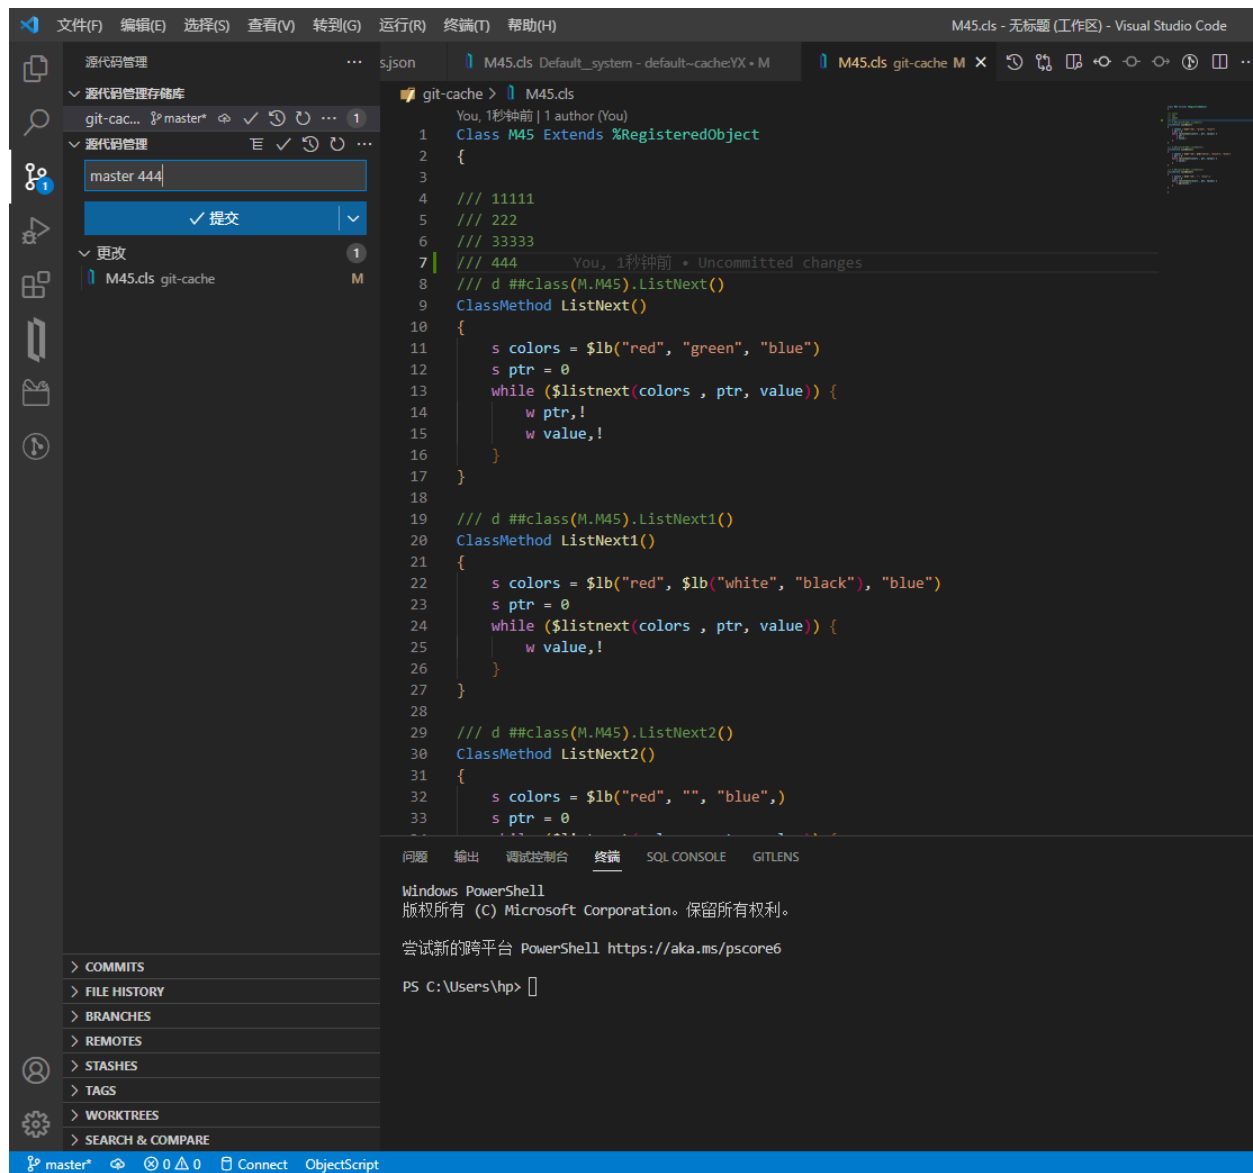 文件(F) 编辑(E) 选择(S) 查看(V) 转到(G) 运行(R) 终端(T) 帮助(H) M45.cls - 无标题 (工作区) - Visual Studio Code
源代码管理 ···
s.json M45.cls Default_system - default~cache:YX • M M45.cls git-cache M
源代码管理存储库
git-cac... master* ··· 1
源代码管理 ···
master 444
提交
更改 1
M45.cls git-cache M
1
git-cache > M45.cls
You, 1秒钟前 | 1 author (You)
1 Class M45 Extends %RegisteredObject
2 {
3
4 /// 11111
5 /// 222
6 /// 33333
7 /// 444 You, 1秒钟前 • Uncommitted changes
8 /// d ##class(M.M45).ListNext()
9 ClassMethod ListNext()
10 {
11 s colors = $lb("red", "green", "blue")
12 s ptr = 0
13 while ($listnext(colors , ptr, value)) {
14 w ptr,!
15 w value,!
16 }
17 }
18
19 /// d ##class(M.M45).ListNext1()
20 ClassMethod ListNext1()
21 {
22 s colors = $lb("red", $lb("white", "black"), "blue")
23 s ptr = 0
24 while ($listnext(colors , ptr, value)) {
25 w value,!
26 }
27 }
28
29 /// d ##class(M.M45).ListNext2()
30 ClassMethod ListNext2()
31 {
32 s colors = $lb("red", "", "blue",)
33 s ptr = 0
问题 输出 调试控制台 终端 SQL CONSOLE GITLENS
Windows PowerShell
版权所有 (C) Microsoft Corporation。保留所有权利。
尝试新的跨平台 PowerShell https://aka.ms/pscore6
PS C:\Users\hp>
COMMITS
FILE HISTORY
BRANCHES
REMOTES
STASHES
TAGS
WORKTREES
SEARCH & COMPARE
master* 0 0 Connect ObjectScript